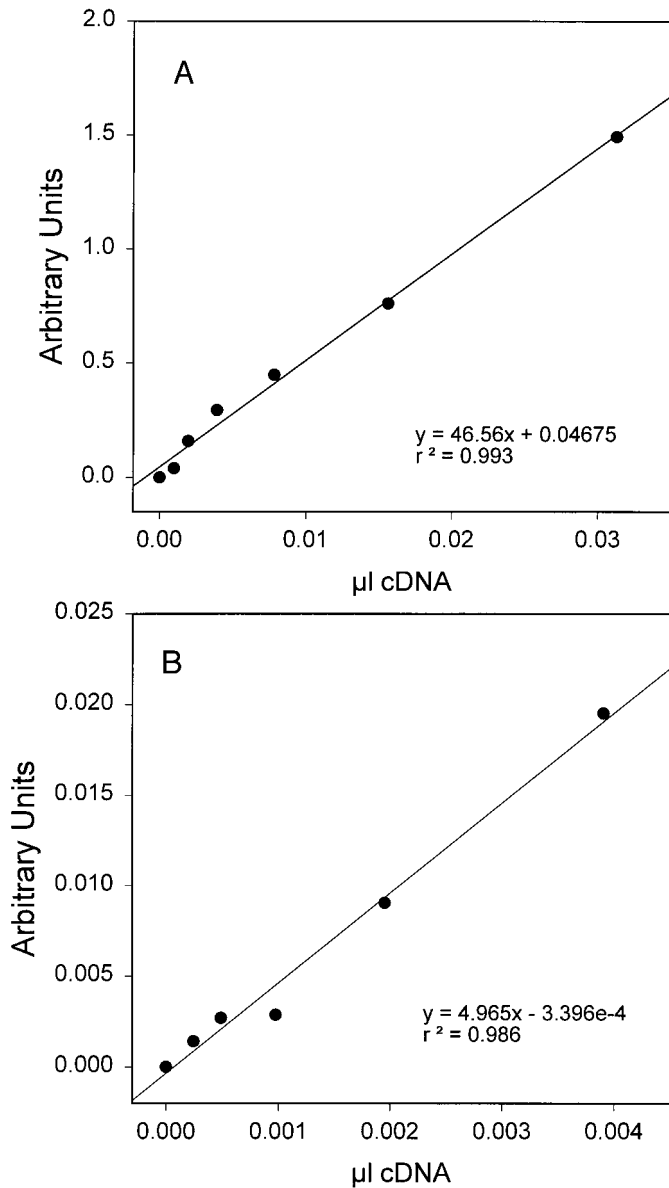 A
Arbitrary Units
2.0
1.5
1.0
0.5
0.0
y = 46.56x + 0.04675
r ² = 0.993
0.00 0.01 0.02 0.03
µl cDNA
B
Arbitrary Units
0.025
0.020
0.015
0.010
0.005
0.000
y = 4.965x - 3.396e-4
r ² = 0.986
0.000 0.001 0.002 0.003 0.004
µl cDNA